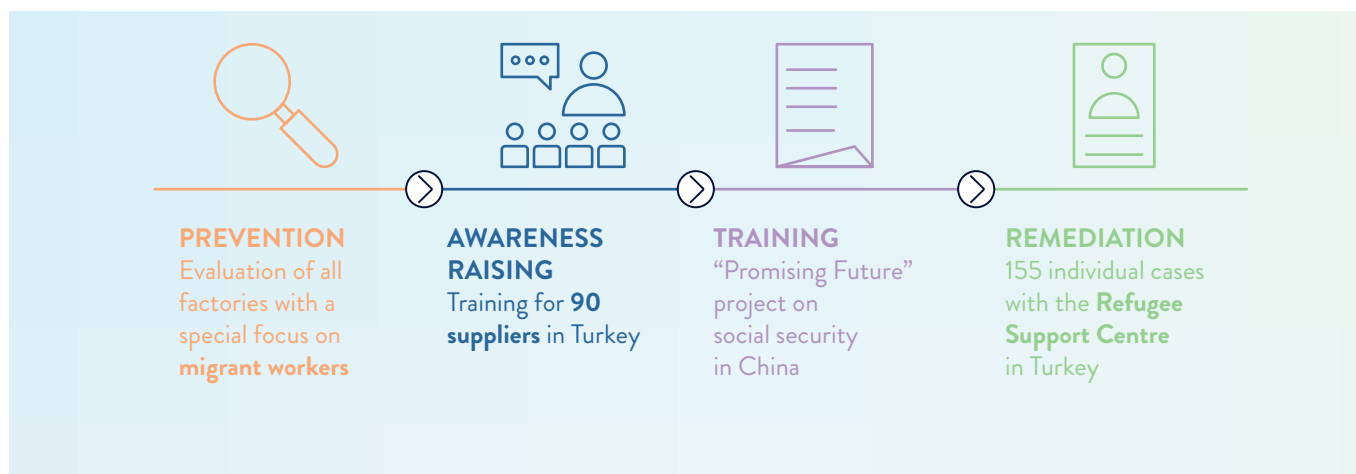 PREVENTION
Evaluation of all
factories with a
special focus on
migrant workers
AWARENESS
RAISING
Training for 90
suppliers in Turkey
TRAINING
“Promising Future”
project on
social security
in China
REMEDIATION
155 individual cases
with the Refugee
Support Centre
in Turkey